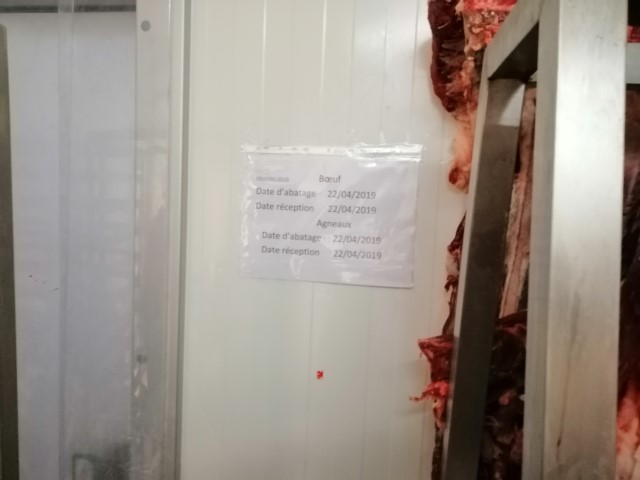 Bœuf
Date d'abatage 22/04/2019
Date réception 22/04/2019
Agneaux
Date d'abatage 22/04/2019
Date réception 22/04/2019